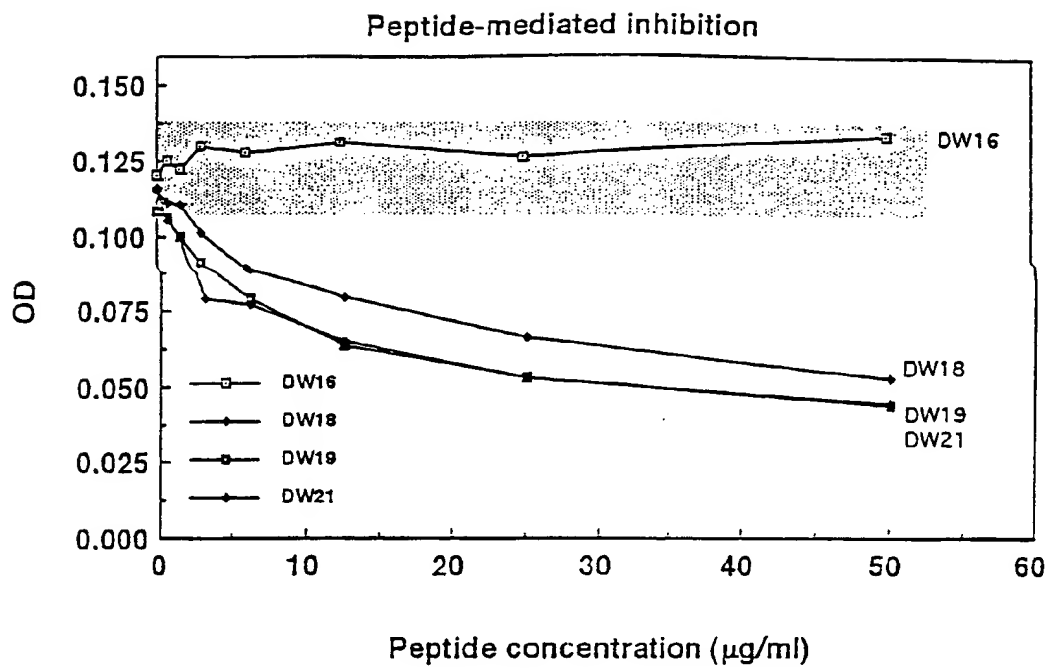 Peptide-mediated inhibition
0.150
0.125
0.100
0.075
0.050
0.025
0.000
OD
DW16
DW18
DW19
DW21
DW16
DW18
DW19
DW21
0
10
20
30
40
50
60
Peptide concentration (µg/ml)